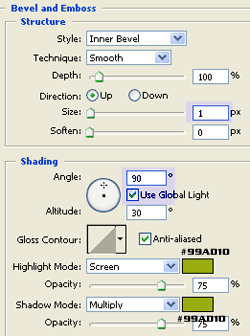 Bevel and Emboss
Structure
Style: Inner Bevel
Technique: Smooth
Depth: 100 %
Direction: Up Down
Size: 1 px
Soften: 0 px
Shading
Angle: 90 °
Use Global Light
Altitude: 30 °
Gloss Contour: Anti-aliased
#99A010
Highlight Mode: Screen
Opacity: 75 %
#99A010
Shadow Mode: Multiply
Opacity: 75 %